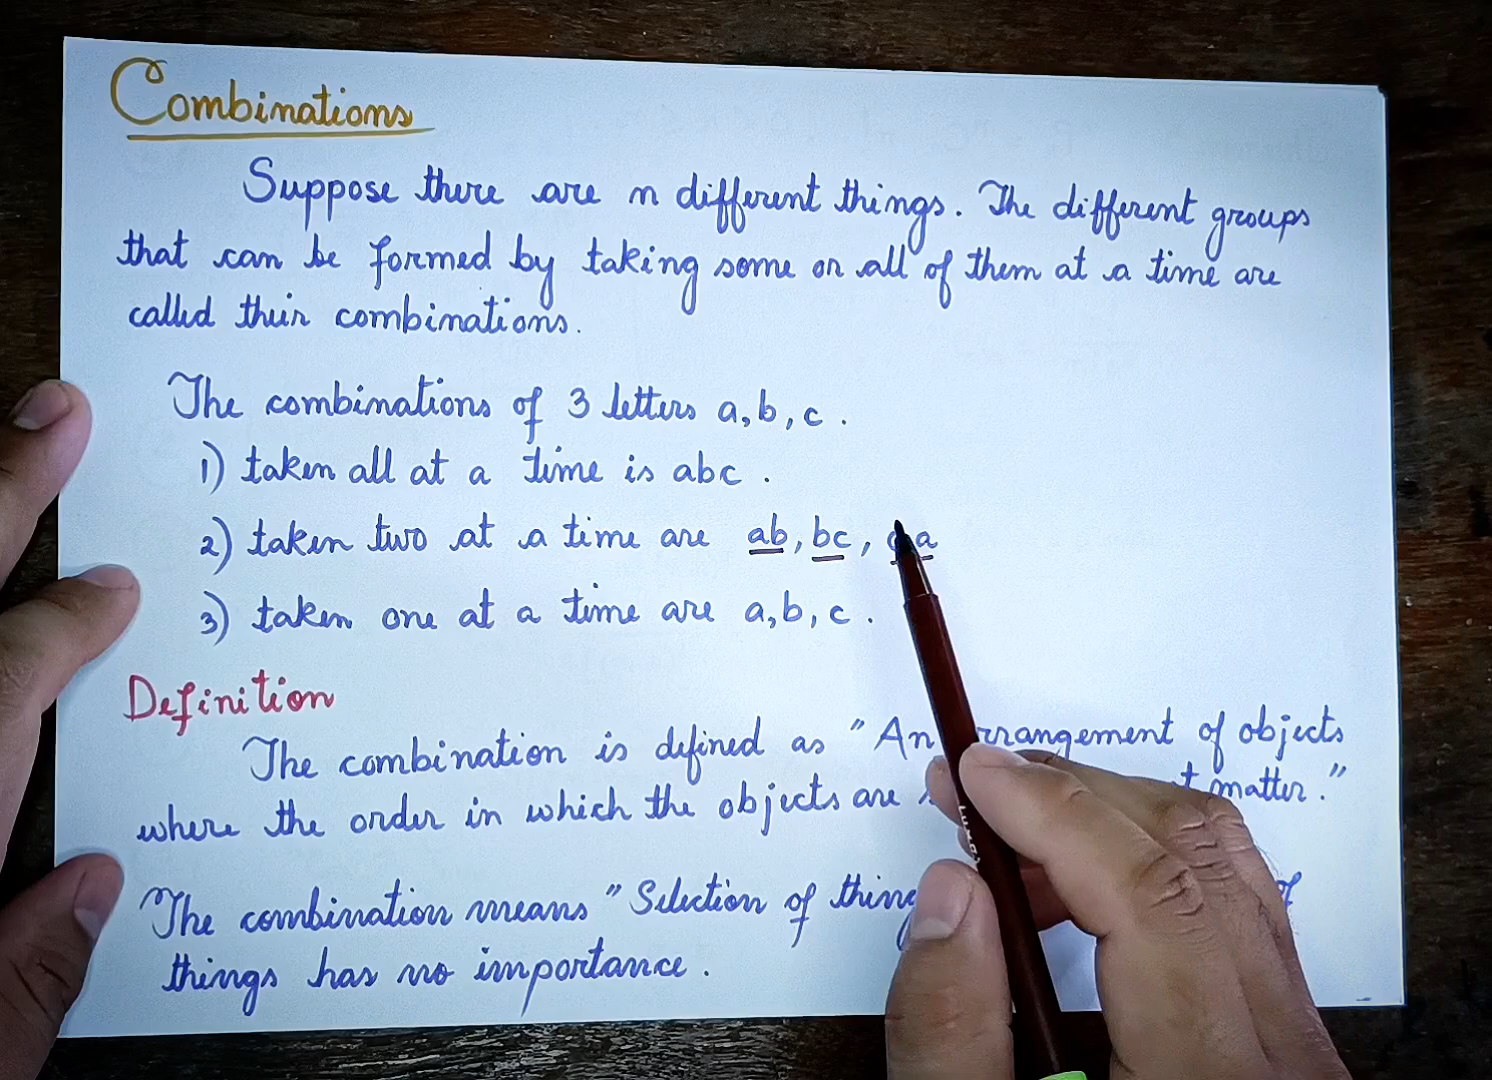 Combinations
Suppose there are n different things. The different groups
that can be formed by taking some or all of them at a time are
called their combinations.
The combinations of 3 letters a, b, c.
1) taken all at a time is abc.
2) taken two at a time are ab, bc, ca
3) taken one at a time are a, b, c.
Definition
The combination is defined as "An arrangement of objects
where the order in which the objects are matter."
The combination means "Selection of of
things has no importance.